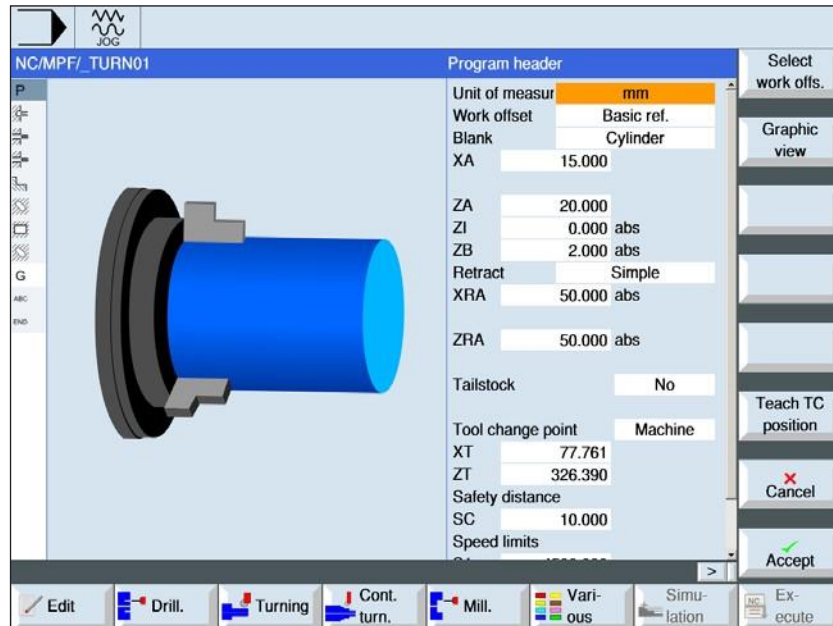 JOG
NC/MPF/_TURN01
Program header
P
G
ABC
END
Unit of measur mm
Work offset Basic ref.
Blank Cylinder
XA 15.000
ZA 20.000
ZI 0.000 abs
ZB 2.000 abs
Retract Simple
XRA 50.000 abs
ZRA 50.000 abs
Tailstock No
Tool change point Machine
XT 77.761
ZT 326.390
Safety distance
SC 10.000
Speed limits
Select
work offs.
Graphic
view
Teach TC
position
Cancel
Accept
>
Edit
Drill.
Turning
Cont.
turn.
Mill.
Vari-
ous
Simu-
lation
NC
Ex-
ecute